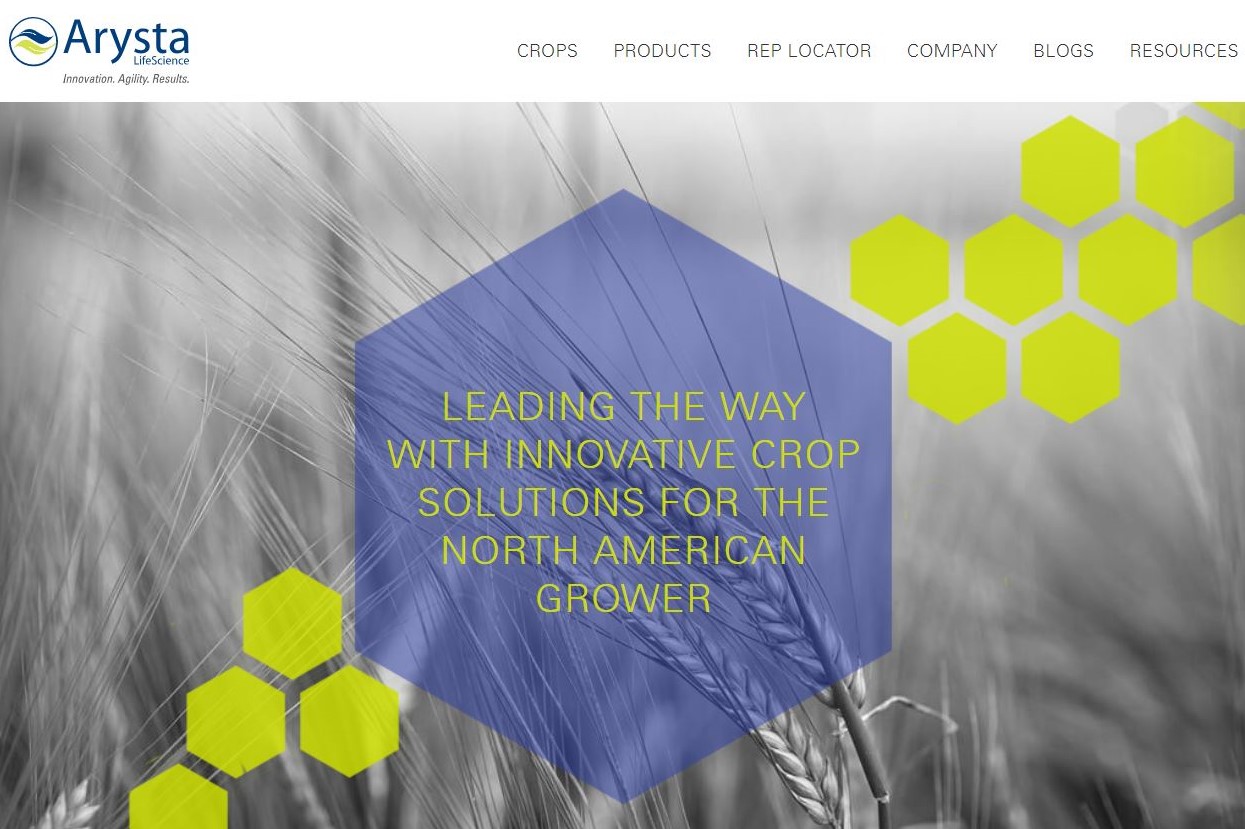 Arysta
LifeScience
Innovation. Agility. Results.
CROPS PRODUCTS REP LOCATOR COMPANY BLOGS RESOURCES
LEADING THE WAY
WITH INNOVATIVE CROP
SOLUTIONS FOR THE
NORTH AMERICAN
GROWER